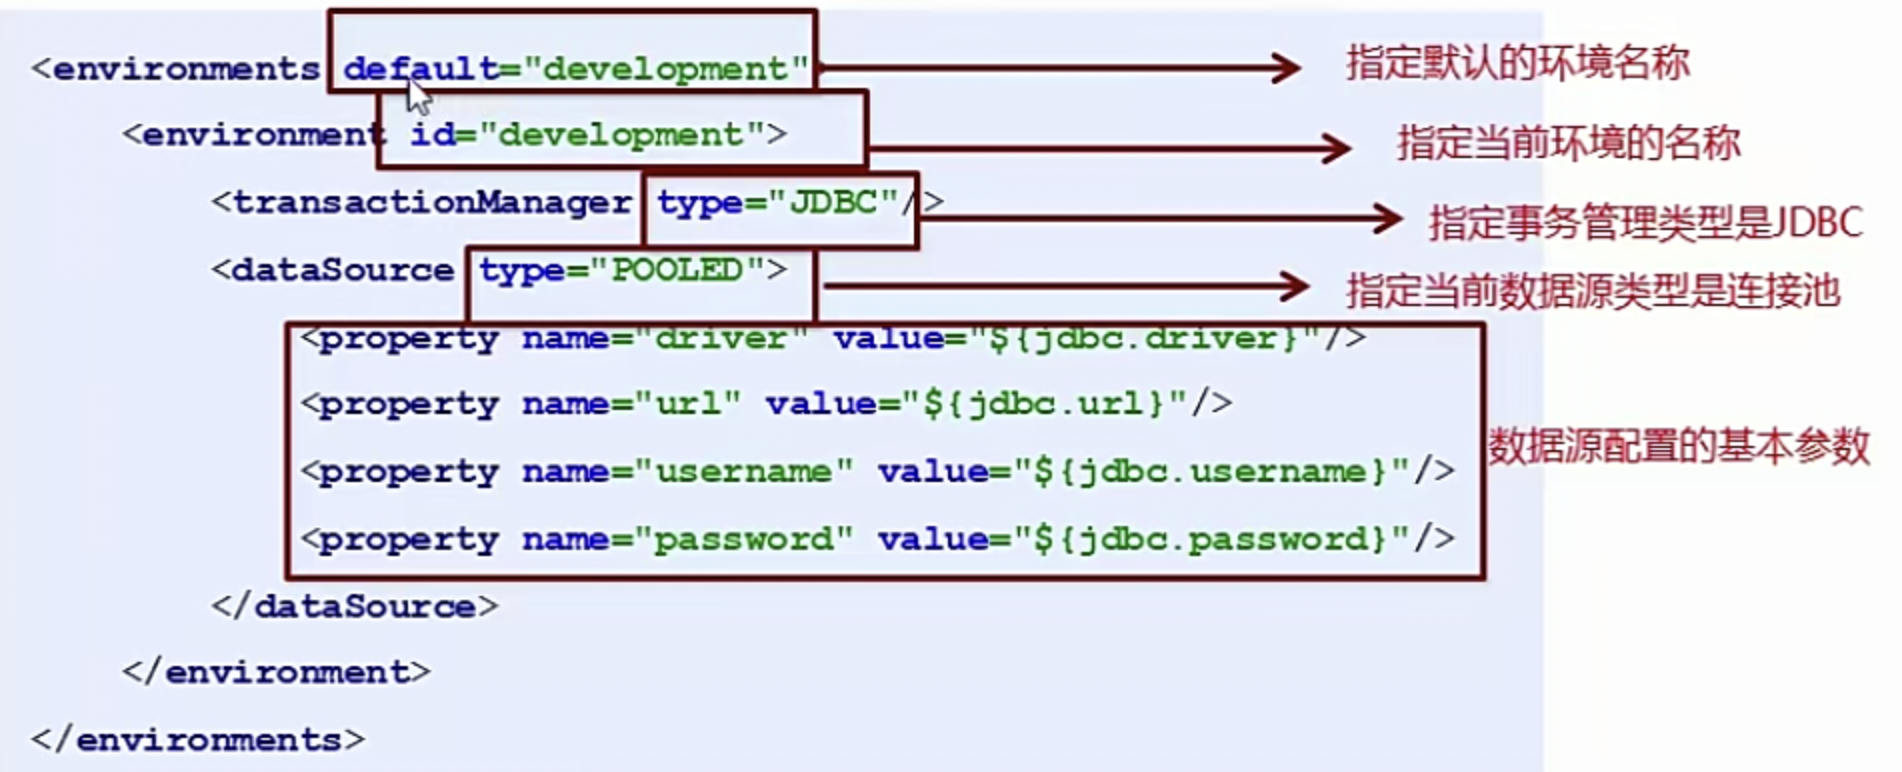 <environments default="development" 指定默认的环境名称
<environment id="development"> 指定当前环境的名称
<transactionManager type="JDBC"/> 指定事务管理类型是JDBC
<dataSource type="POOLED"> 指定当前数据源类型是连接池
<property name="driver" value="${jdbc.driver}"/>
<property name="url" value="${jdbc.url}"/>
数据源配置的基本参数
<property name="username" value="${jdbc.username}"/>
<property name="password" value="${jdbc.password}"/>
</dataSource>
</environment>
</environments>